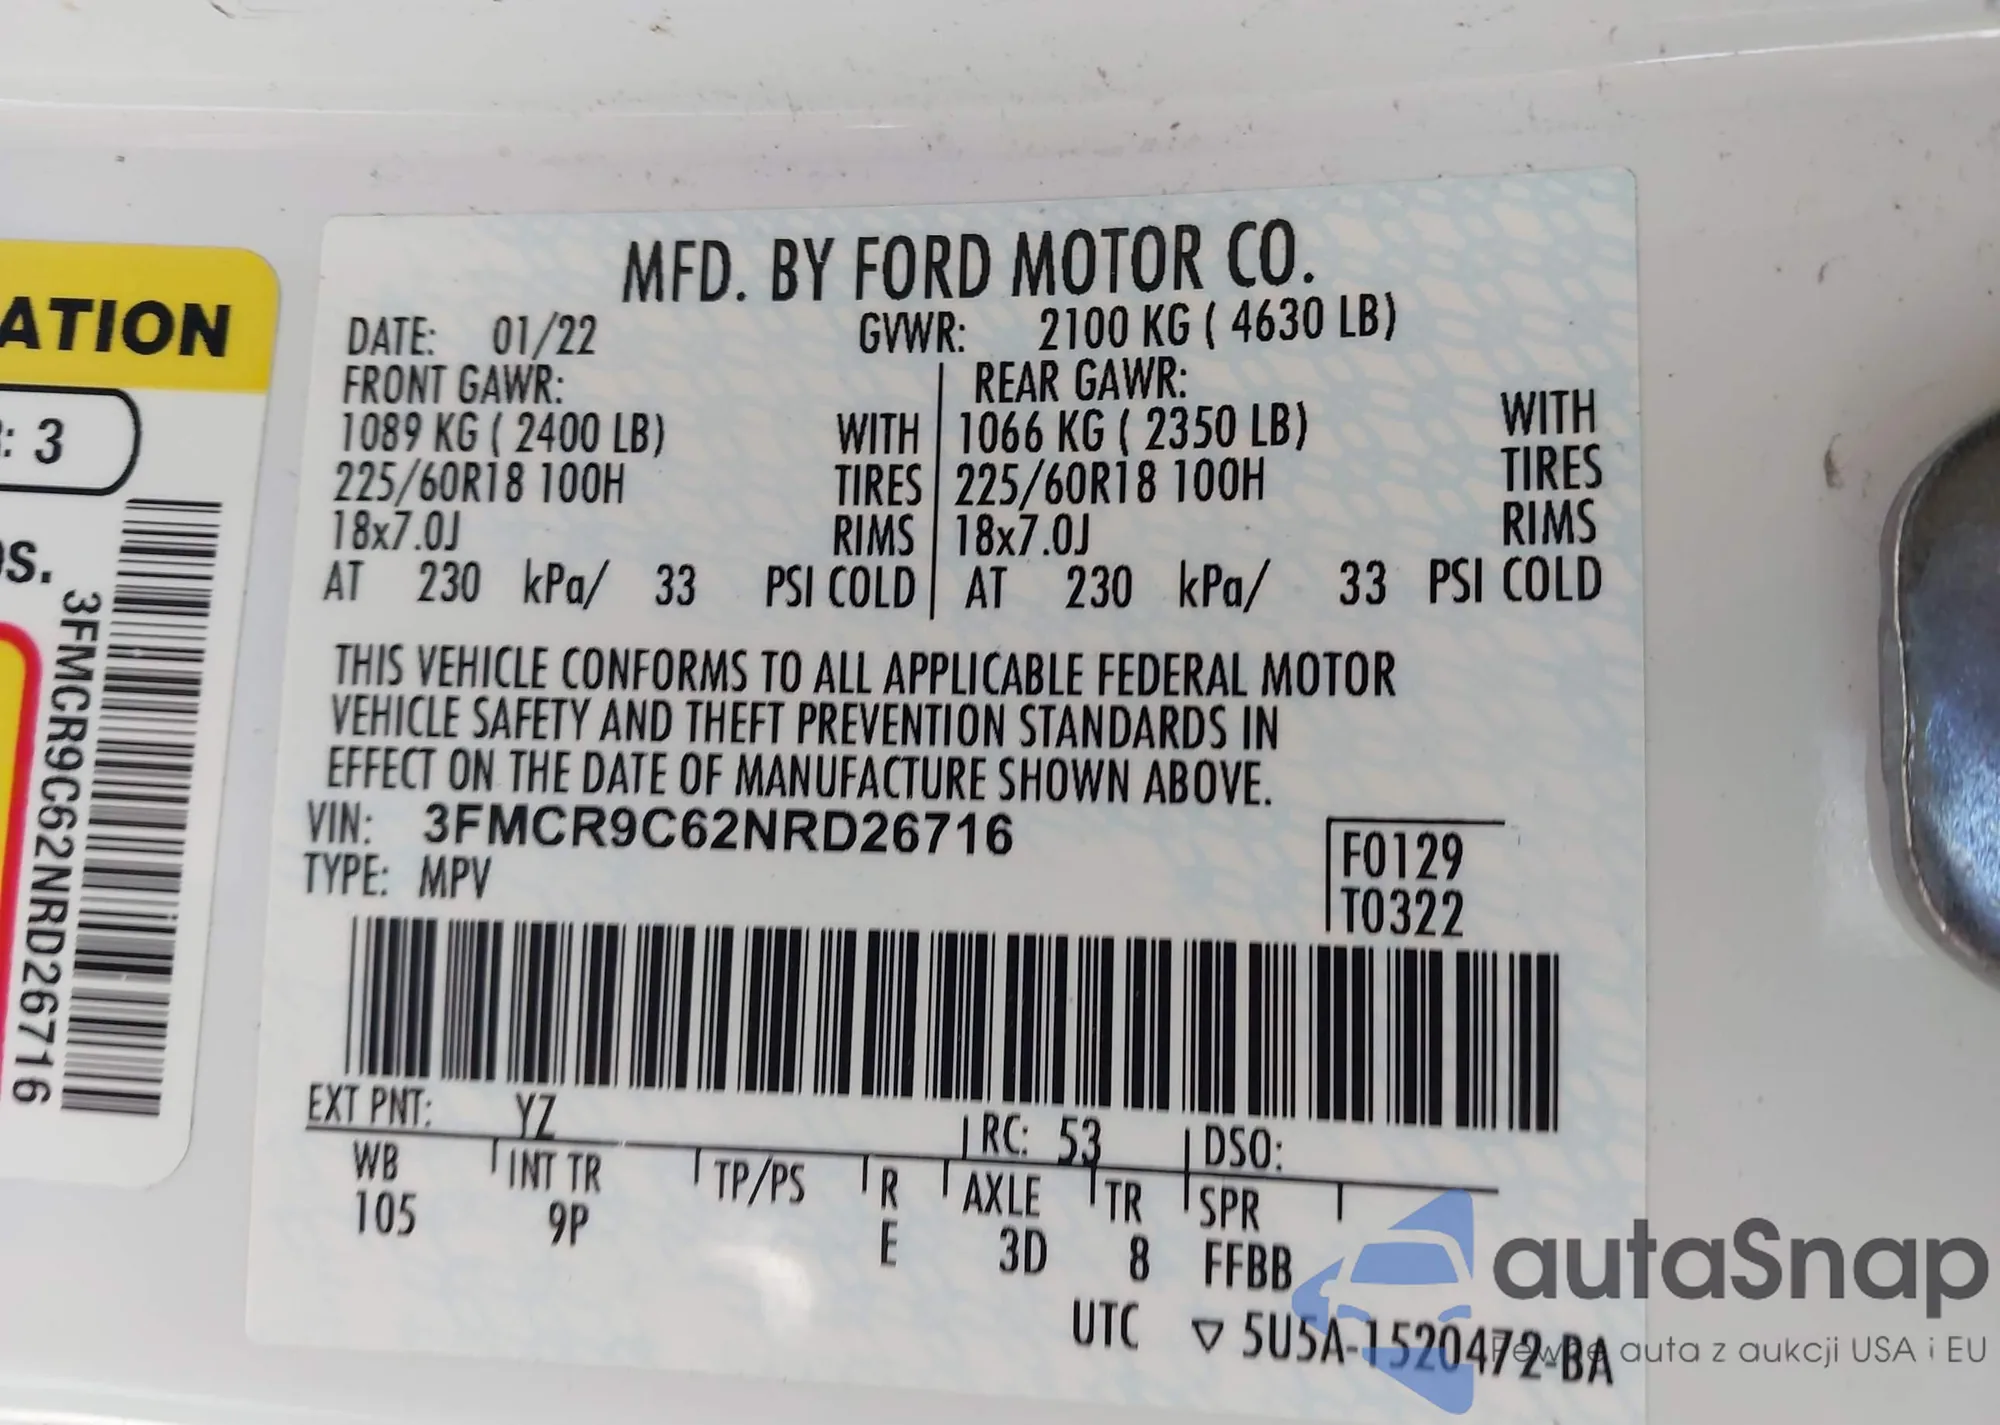 MFD. BY FORD MOTOR CO.
DATE: 01/22 GVWR: 2100 KG ( 4630 LB)
FRONT GAWR: REAR GAWR:
1089 KG ( 2400 LB) WITH 1066 KG ( 2350 LB) WITH
225/60R18 100H TIRES 225/60R18 100H TIRES
18x7.0J RIMS 18x7.0J RIMS
AT 230 kPa/ 33 PSI COLD AT 230 kPa/ 33 PSI COLD
THIS VEHICLE CONFORMS TO ALL APPLICABLE FEDERAL MOTOR
VEHICLE SAFETY AND THEFT PREVENTION STANDARDS IN
EFFECT ON THE DATE OF MANUFACTURE SHOWN ABOVE.
VIN: 3FMCR9C62NRD26716
TYPE: MPV
F0129
T0322
EXT PNT: YZ RC: 53 DSO:
WB INT TR TP/PS R AXLE TR SPR
105 9P E 3D 8 FFBB
UTC ▽ 5U5A-1520472-BA
ATION
: 3
s.
3FMCR9C62NRD26716
autaSnap
Pewne auta z aukcji USA i EU